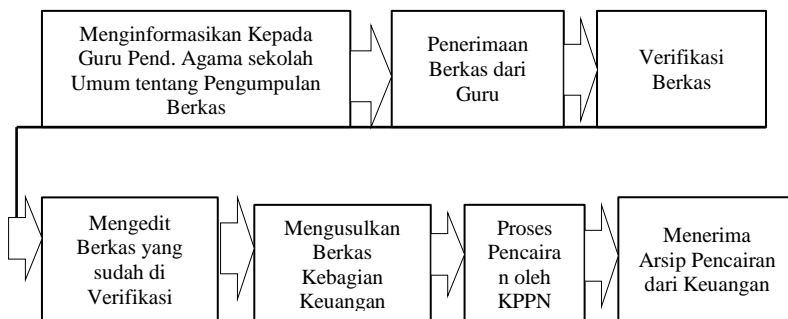 Menginformasikan Kepada
Guru Pend. Agama sekolah
Umum tentang Pengumpulan
Berkas
Penerimaan
Berkas dari
Guru
Verifikasi
Berkas
Mengedit
Berkas yang
sudah di
Verifikasi
Mengusulkan
Berkas
Kebagian
Keuangan
Proses
Pencaira
n oleh
KPPN
Menerima
Arsip Pencairan
dari Keuangan